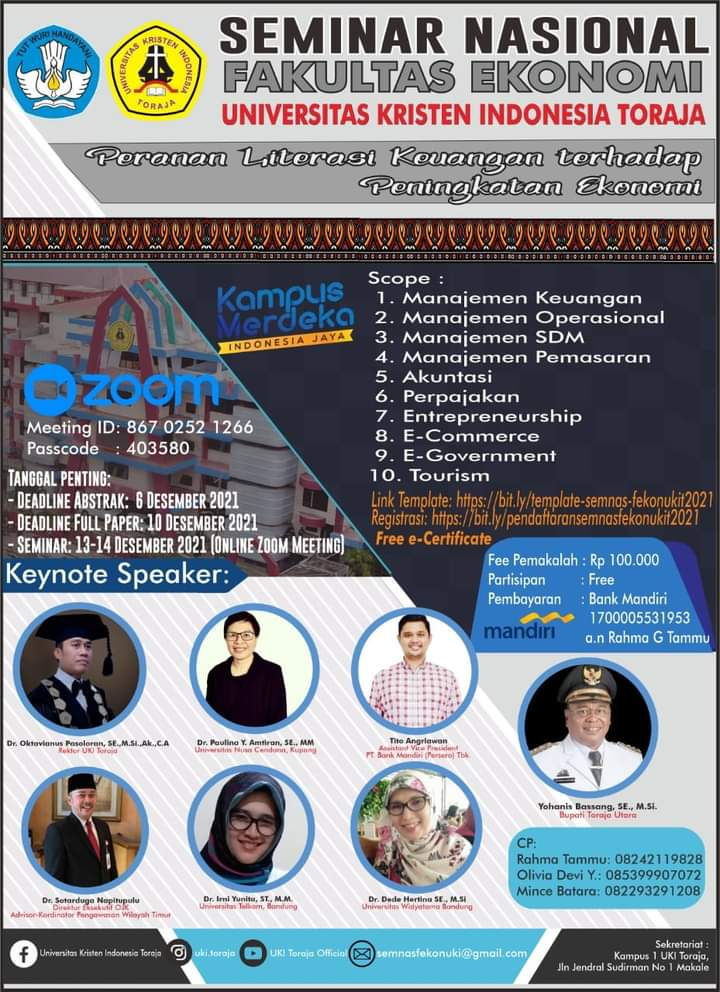 TUT WURI HANDAYANI
UNIVERSITAS KRISTEN INDONESIA
TORAJA
SEMINAR NASIONAL
FAKULTAS EKONOMI
UNIVERSITAS KRISTEN INDONESIA TORAJA
Peranan Literasi Keuangan terhadap
Peningkatan Ekonomi
Kampus
Merdeka
INDONESIA JAYA
Scope :
1. Manajemen Keuangan
2. Manajemen Operasional
3. Manajemen SDM
4. Manajemen Pemasaran
5. Akuntasi
6. Perpajakan
7. Entrepreneurship
8. E-Commerce
9. E-Government
10. Tourism
zoom
Meeting ID: 867 0252 1266
Passcode : 403580
TANGGAL PENTING:
- DEADLINE ABSTRAK: 6 DESEMBER 2021
- DEADLINE FULL PAPER: 10 DESEMBER 2021
- SEMINAR: 13-14 DESEMBER 2021 (ONLINE ZOOM MEETING)
Link Template: https://bit.ly/template-semnas-fekonukit2021
Registrasi: https://bit.ly/pendaftaransemnasfekonukit2021
Free e-Certificate
Fee Pemakalah : Rp 100.000
Partisipan : Free
Pembayaran : Bank Mandiri
1700005531953
a.n Rahma G Tammu
mandiri
Keynote Speaker:
Dr. Oktavianus Pasoloran, SE,M.Si.,Ak.,C.A
Rektor UKI Toraja
Dr. Paulina Y. Amtiran, SE., MM
Universitas Nusa Cendana, Kupang
Tito Angriawan
Assistant Vice President
PT. Bank Mandiri (Persero) Tbk.
Yohanis Bassang, SE., M.Si.
Bupati Toraja Utara
Dr. Sotarduga Napitupulu
Direktur Eksekutif OJK
Advisor-Kordinator Pengawasan Wilayah Timur
Dr. Irni Yunita, ST., M.M.
Universitas Telkom, Bandung
Dr. Dede Hertina SE., M.Si
Universitas Widyatama Bandung
CP:
Rahma Tammu: 08242119828
Olivia Devi Y.: 085399907072
Mince Batara: 082293291208
Universitas Kristen Indonesia Toraja
uki.toraja
UKI Toraja Official
semnasfekonuki@gmail.com
Sekretariat :
Kampus 1 UKI Toraja,
Jln Jendral Sudirman No 1 Makale